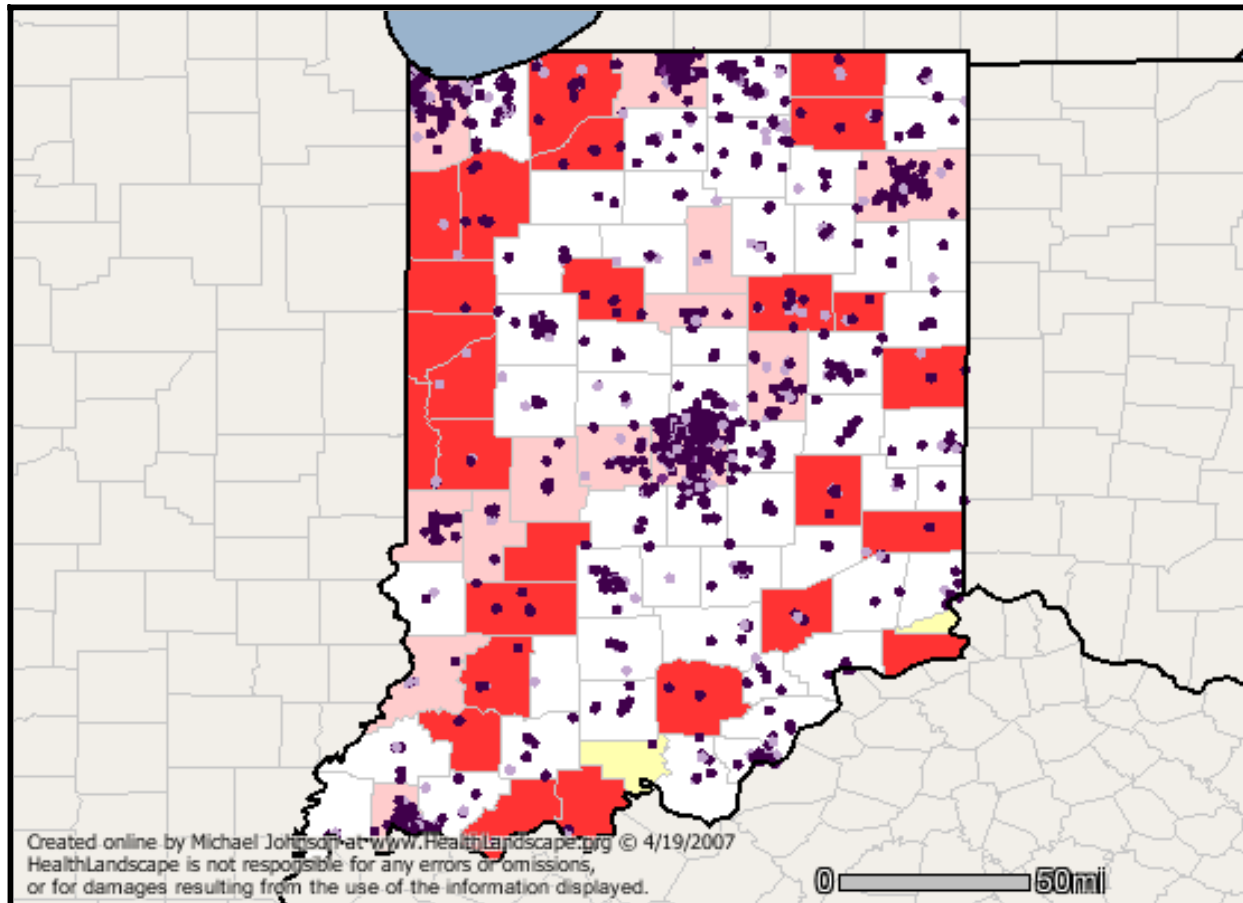 Created online by Michael Johnson at www.HealthLandscape.org © 4/19/2007
HealthLandscape is not responsible for any errors or omissions,
or for damages resulting from the use of the information displayed.
0 50mi